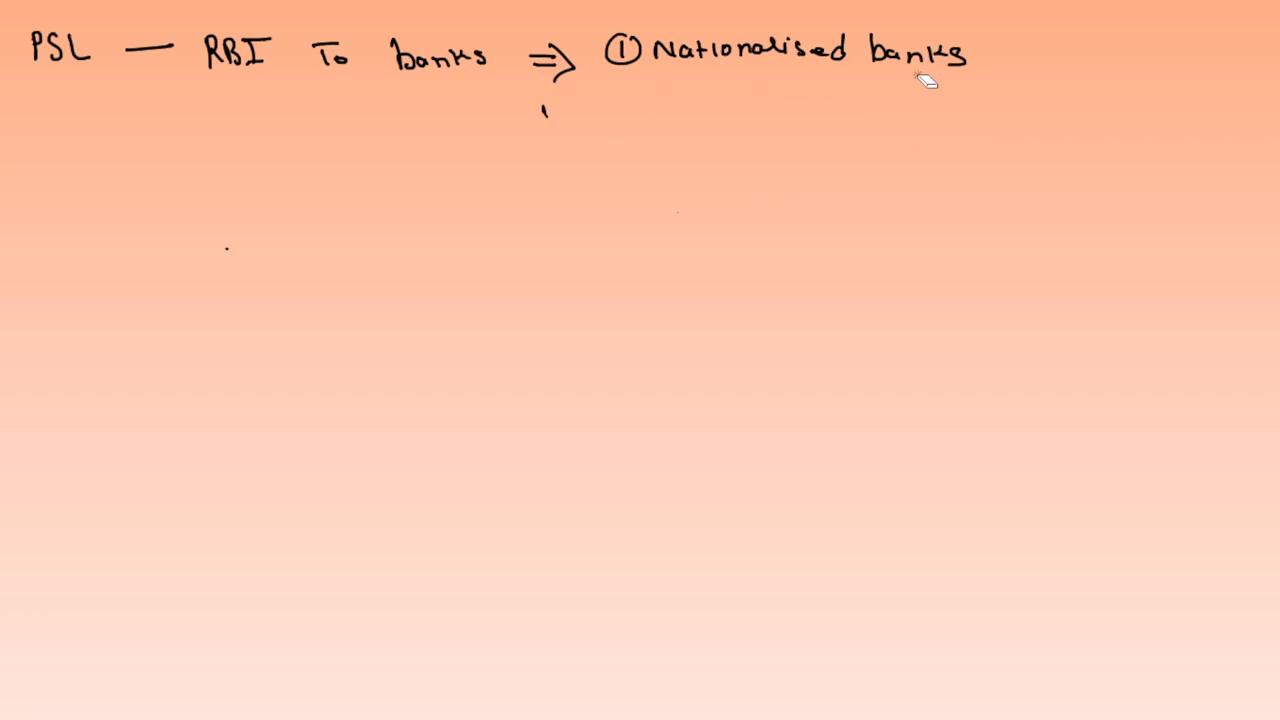 PSL — RBI To banks ⇒ ① Nationalised banks